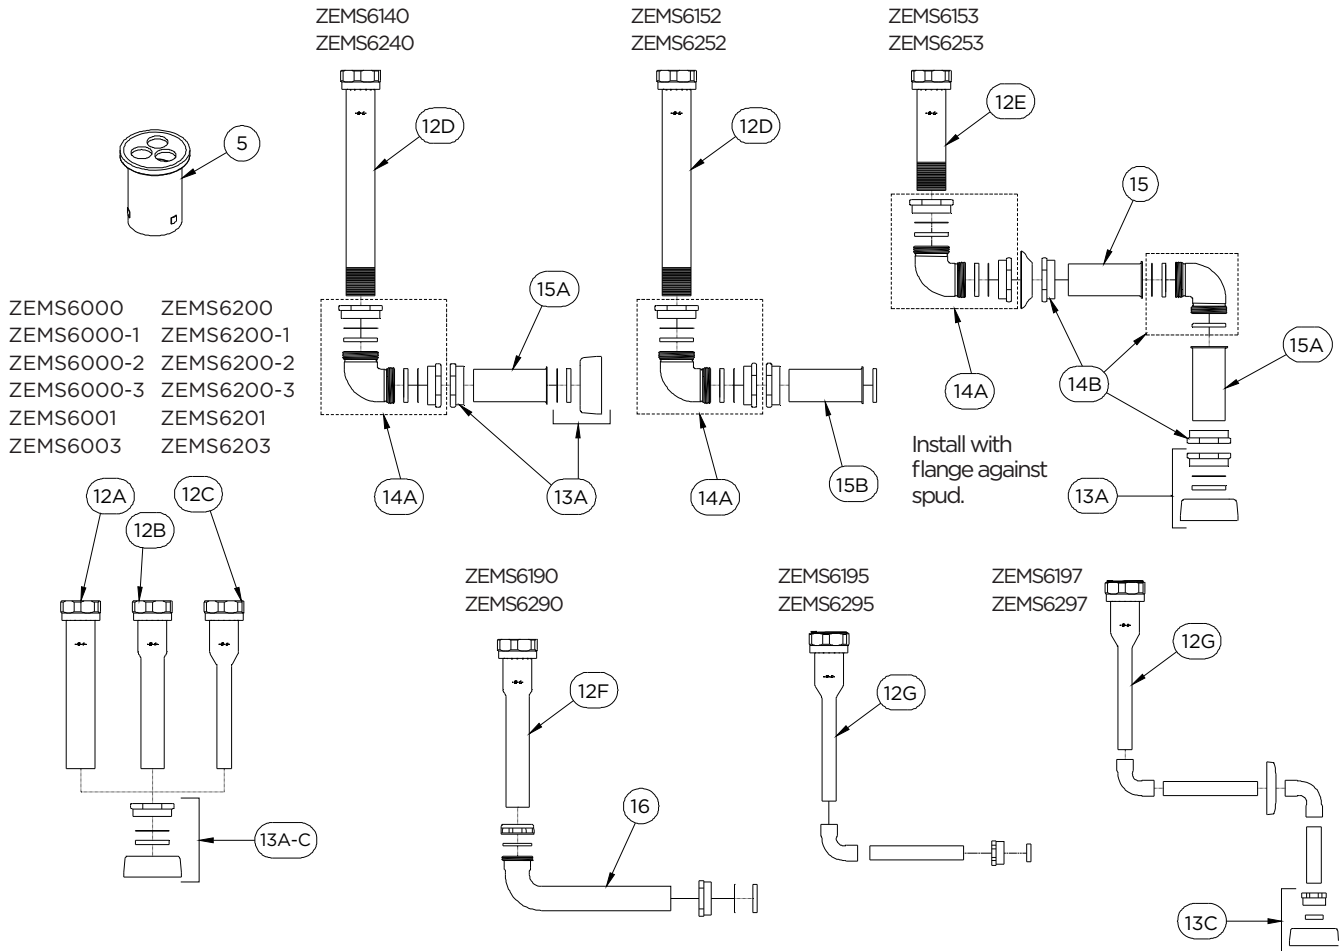 ZEMS6140
ZEMS6240
ZEMS6152
ZEMS6252
ZEMS6153
ZEMS6253
5
12D
12D
12E
15
15A
15A
14A
13A
14A
15B
14A
14B
13A
Install with
flange against
spud.
ZEMS6000 ZEMS6200
ZEMS6000-1 ZEMS6200-1
ZEMS6000-2 ZEMS6200-2
ZEMS6000-3 ZEMS6200-3
ZEMS6001 ZEMS6201
ZEMS6003 ZEMS6203
12A
12B
12C
13A-C
ZEMS6190
ZEMS6290
12F
16
ZEMS6195
ZEMS6295
12G
ZEMS6197
ZEMS6297
12G
13C